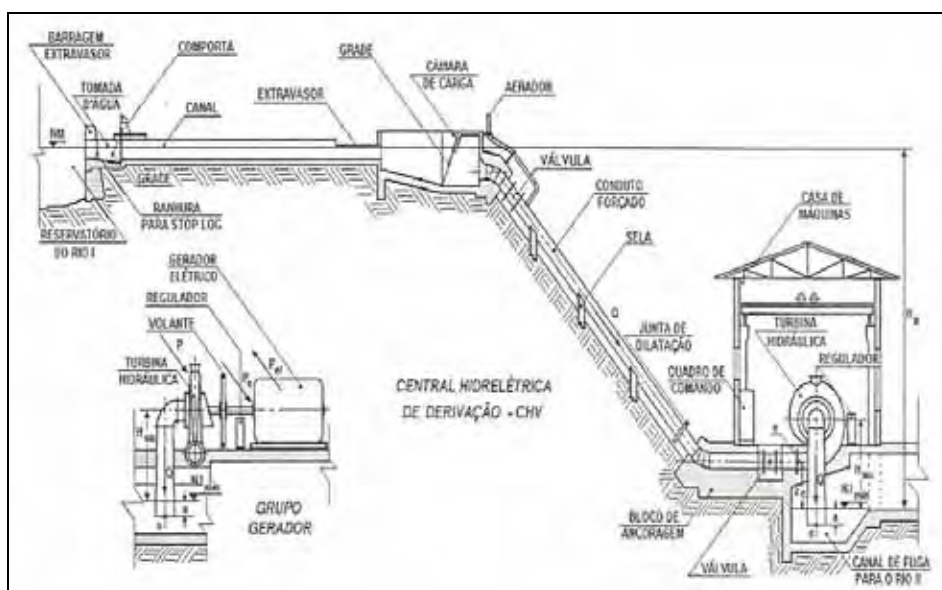 BARRAGEM
EXTRAVASOR
COMPORTA
TOMADA
D'ÁGUA
CANAL
EXTRAVASOR
GRADE
CÂMARA
DE CARGA
AERADOR
NM
GRADE
RANHURA
PARA STOP LOG
RESERVATÓRIO
DO RIO I
VÁLVULA
CONDUTO
FORÇADO
SELA
CASA DE
MÁQUINAS
GERADOR
ELÉTRICO
REGULADOR
VOLANTE
P
TURBINA
HIDRÁULICA
Q
JUNTA DE
DILATAÇÃO
TURBINA
HIDRÁULICA
REGULADOR
QUADRO DE
COMANDO
CENTRAL HIDRELÉTRICA
DE DERIVAÇÃO - CHV
GRUPO
GERADOR
BLOCO DE
ANCORAGEM
VÁLVULA
CANAL DE FUGA
PARA O RIO II